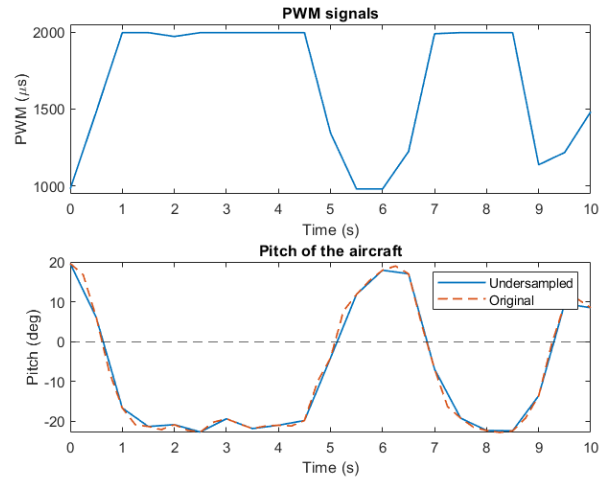 PWM signals
2000
1500
1000
PWM (μs)
0 1 2 3 4 5 6 7 8 9 10
Time (s)
Pitch of the aircraft
20
10
0
-10
-20
Pitch (deg)
Undersampled
Original
0 1 2 3 4 5 6 7 8 9 10
Time (s)